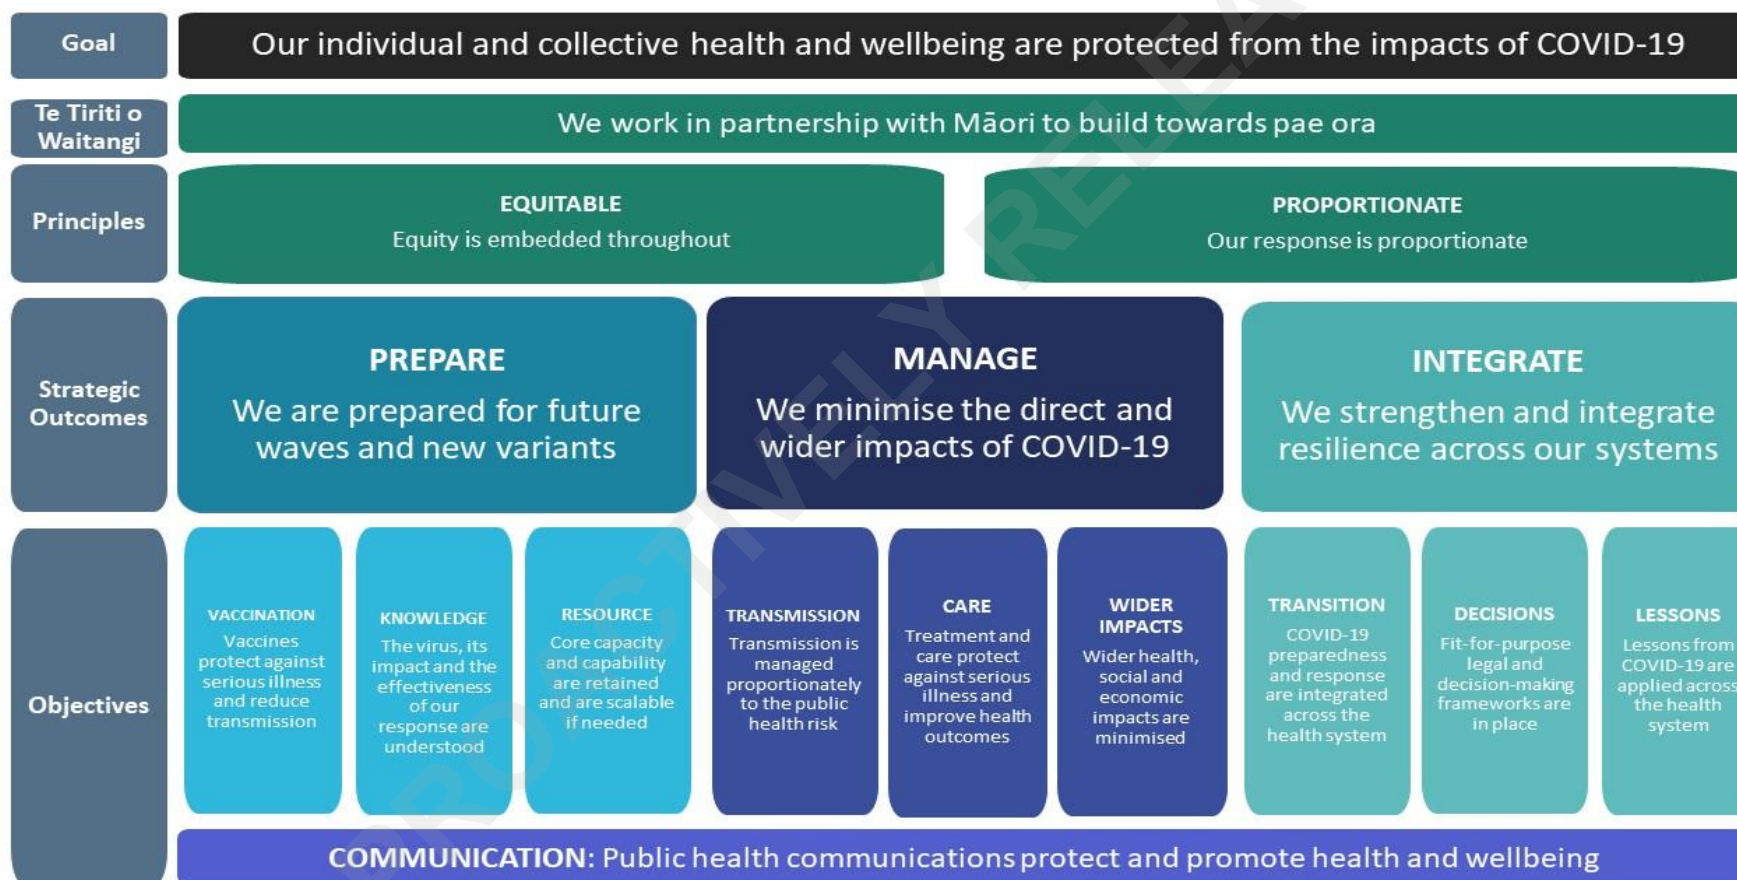 Goal
Our individual and collective health and wellbeing are protected from the impacts of COVID-19
Te Tiriti o
Waitangi
We work in partnership with Māori to build towards pae ora
Principles
EQUITABLE
Equity is embedded throughout
PROPORTIONATE
Our response is proportionate
Strategic
Outcomes
PREPARE
We are prepared for future
waves and new variants
MANAGE
We minimise the direct and
wider impacts of COVID-19
INTEGRATE
We strengthen and integrate
resilience across our systems
Objectives
VACCINATION
Vaccines
protect against
serious illness
and reduce
transmission
KNOWLEDGE
The virus, its
impact and the
effectiveness
of our
response are
understood
RESOURCE
Core capacity
and capability
are retained
and are scalable
if needed
TRANSMISSION
Transmission is
managed
proportionately
to the public
health risk
CARE
Treatment and
care protect
against serious
illness and
improve health
outcomes
WIDER
IMPACTS
Wider health,
social and
economic
impacts are
minimised
TRANSITION
COVID-19
preparedness
and response
are integrated
across the
health system
DECISIONS
Fit-for-purpose
legal and
decision-making
frameworks are
in place
LESSONS
Lessons from
COVID-19 are
applied across
the health
system
COMMUNICATION: Public health communications protect and promote health and wellbeing
PROACTIVELY